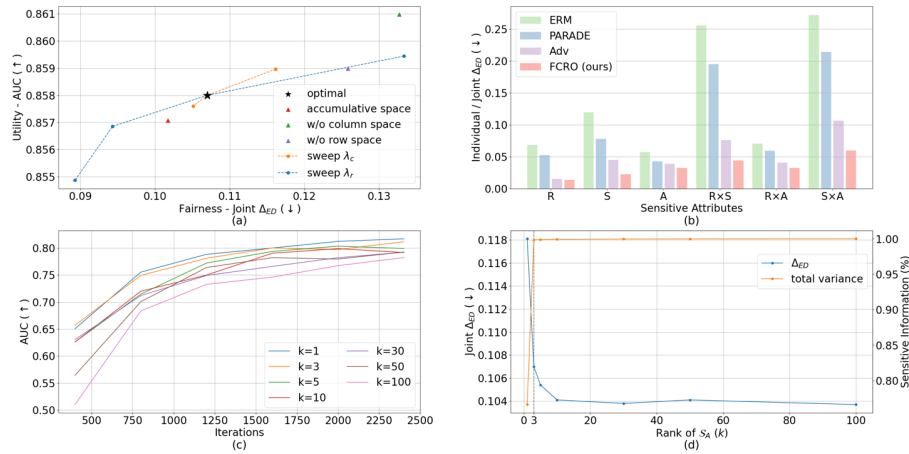 0.861
0.860
0.859
0.858
0.857
0.856
0.855
Utility - AUC (↑)
optimal
accumulative space
w/o column space
w/o row space
sweep λc
sweep λr
0.09
0.10
0.11
0.12
0.13
Fairness - Joint ΔED (↓)
(a)
0.25
0.20
0.15
0.10
0.05
0.00
Individual / Joint ΔED (↓)
ERM
PARADE
Adv
FCRO (ours)
R
S
A
R×S
R×A
S×A
Sensitive Attributes
(b)
0.80
0.75
0.70
0.65
0.60
0.55
0.50
AUC (↑)
k=1
k=3
k=5
k=10
k=30
k=50
k=100
500
750
1000
1250
1500
1750
2000
2250
2500
Iterations
(c)
0.118
0.116
0.114
0.112
0.110
0.108
0.106
0.104
Joint ΔED (↓)
ΔED
total variance
1.00
0.95
0.90
0.85
0.80
Sensitive Information (%)
0 3
20
40
60
80
100
Rank of SA (k)
(d)